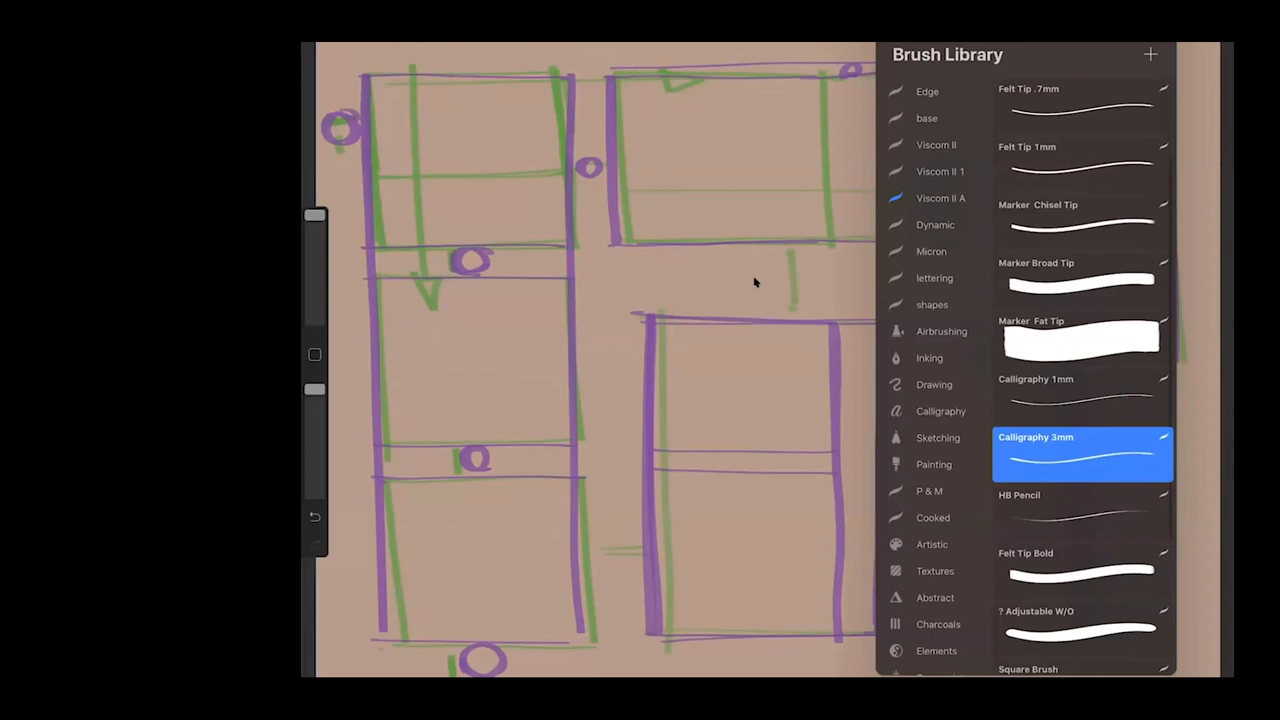 Brush Library
Edge
base
Viscom II
Viscom II 1
Viscom II A
Dynamic
Micron
lettering
shapes
Airbrushing
Inking
Drawing
Calligraphy
Sketching
Painting
P & M
Cooked
Artistic
Textures
Abstract
Charcoals
Elements
Felt Tip .7mm
Felt Tip 1mm
Marker Chisel Tip
Marker Broad Tip
Marker Fat Tip
Calligraphy 1mm
Calligraphy 3mm
HB Pencil
Felt Tip Bold
? Adjustable W/O
Square Brush